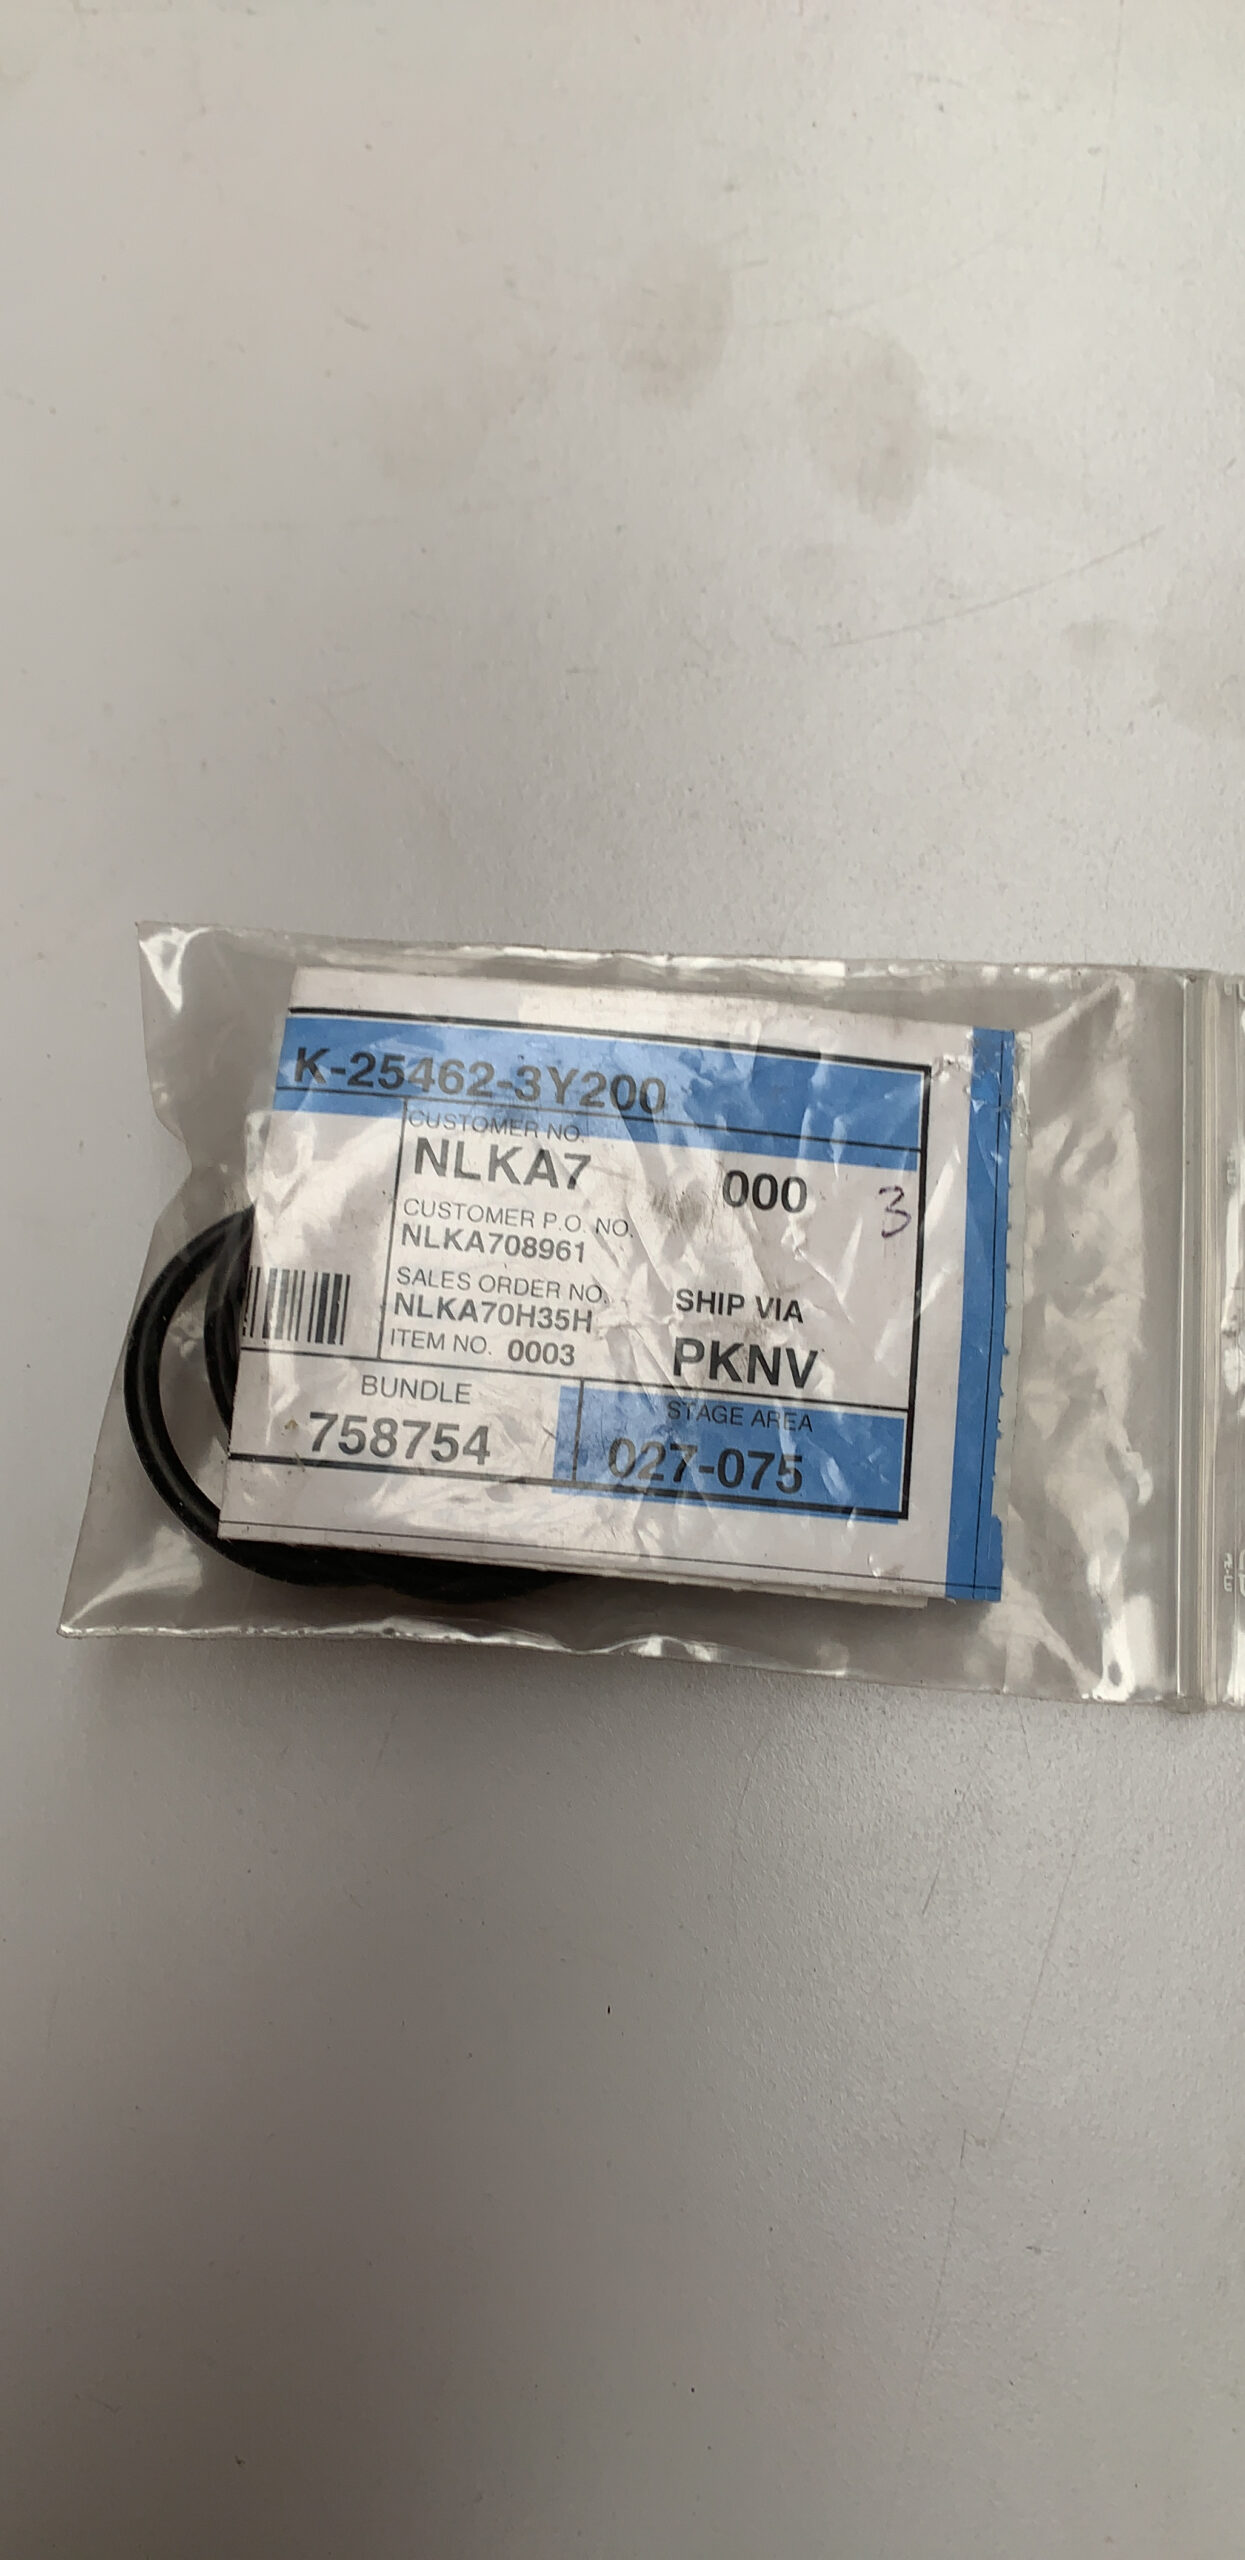 K-25462-3Y200
CUSTOMER NO.
NLKA7
000
3
CUSTOMER P.O. NO.
NLKA708961
SALES ORDER NO.
NLKA70H35H
SHIP VIA
ITEM NO. 0003
PKNV
BUNDLE
758754
STAGE AREA
027-075